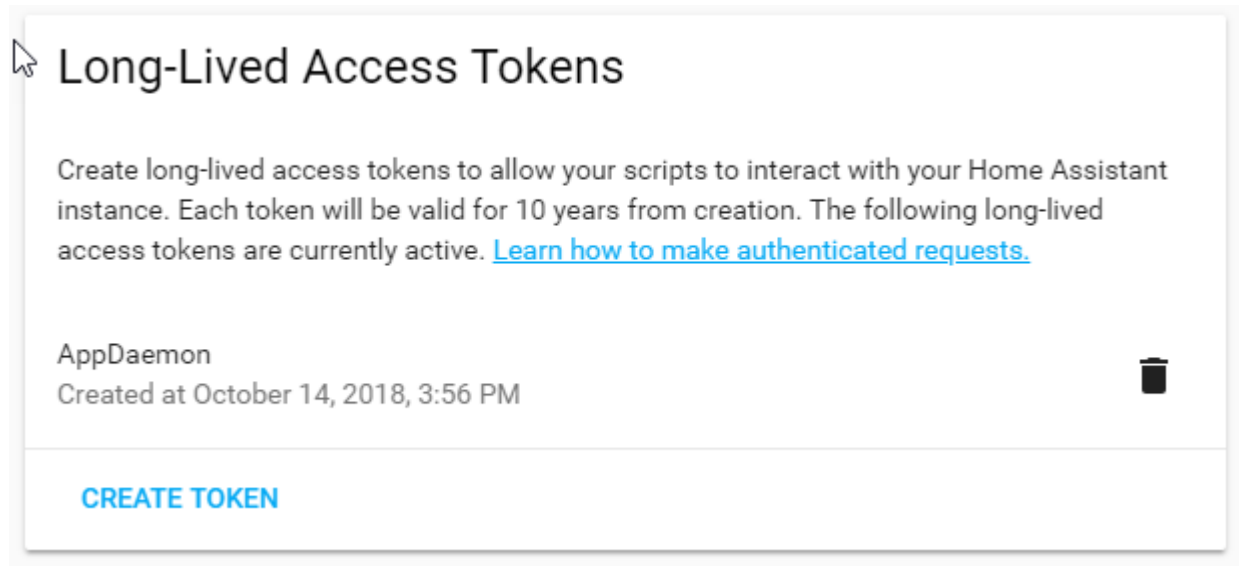 Long-Lived Access Tokens
Create long-lived access tokens to allow your scripts to interact with your Home Assistant
instance. Each token will be valid for 10 years from creation. The following long-lived
access tokens are currently active. Learn how to make authenticated requests.
AppDaemon
Created at October 14, 2018, 3:56 PM
CREATE TOKEN